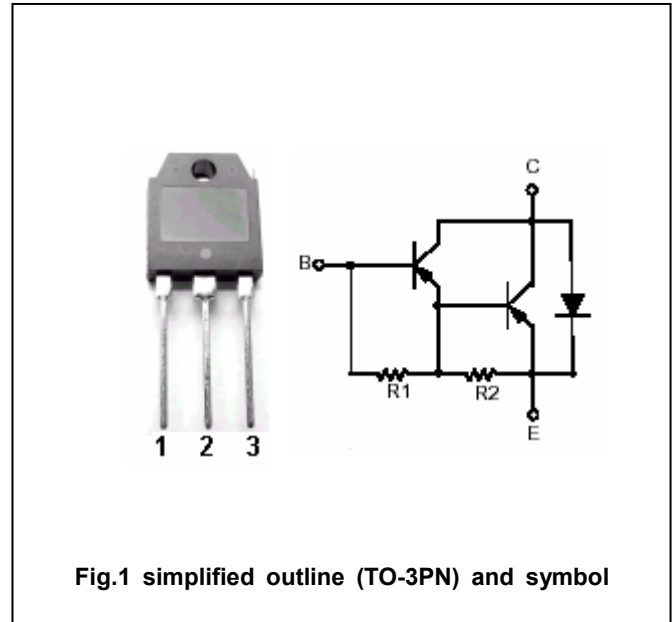 C
B
R1
R2
E
1 2 3
Fig.1 simplified outline (TO-3PN) and symbol